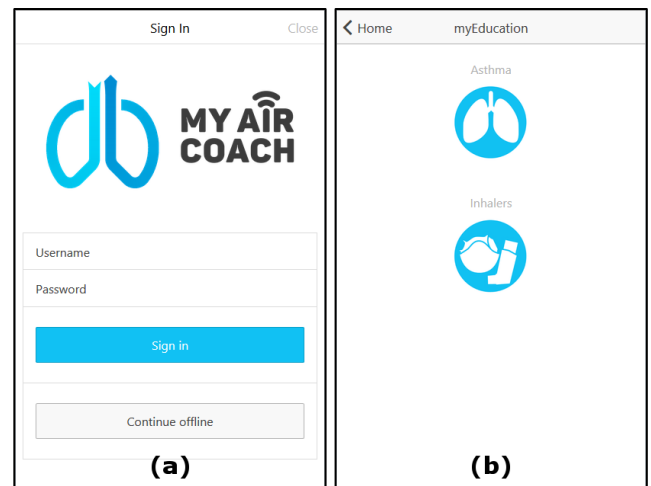 Sign In
Close
MY AIR
COACH
Username
Password
Sign in
Continue offline
(a)
Home
myEducation
Asthma
Inhalers
(b)